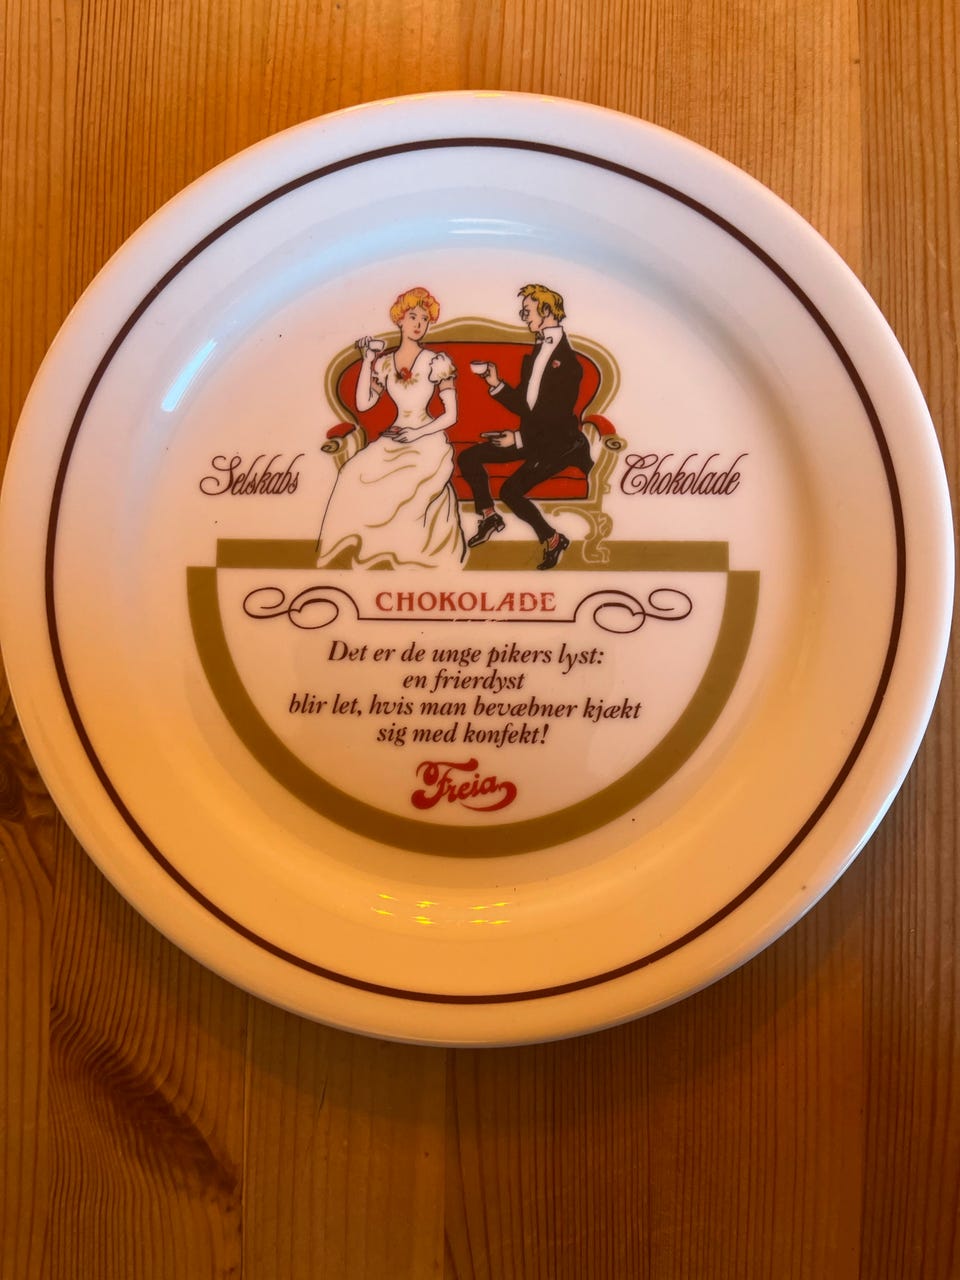 Selskabs Chokolade
CHOKOLADE
Det er de unge pikers lyst:
en frierdyst
blir let, hvis man bevæbner kjækt
sig med konfekt!
Freia